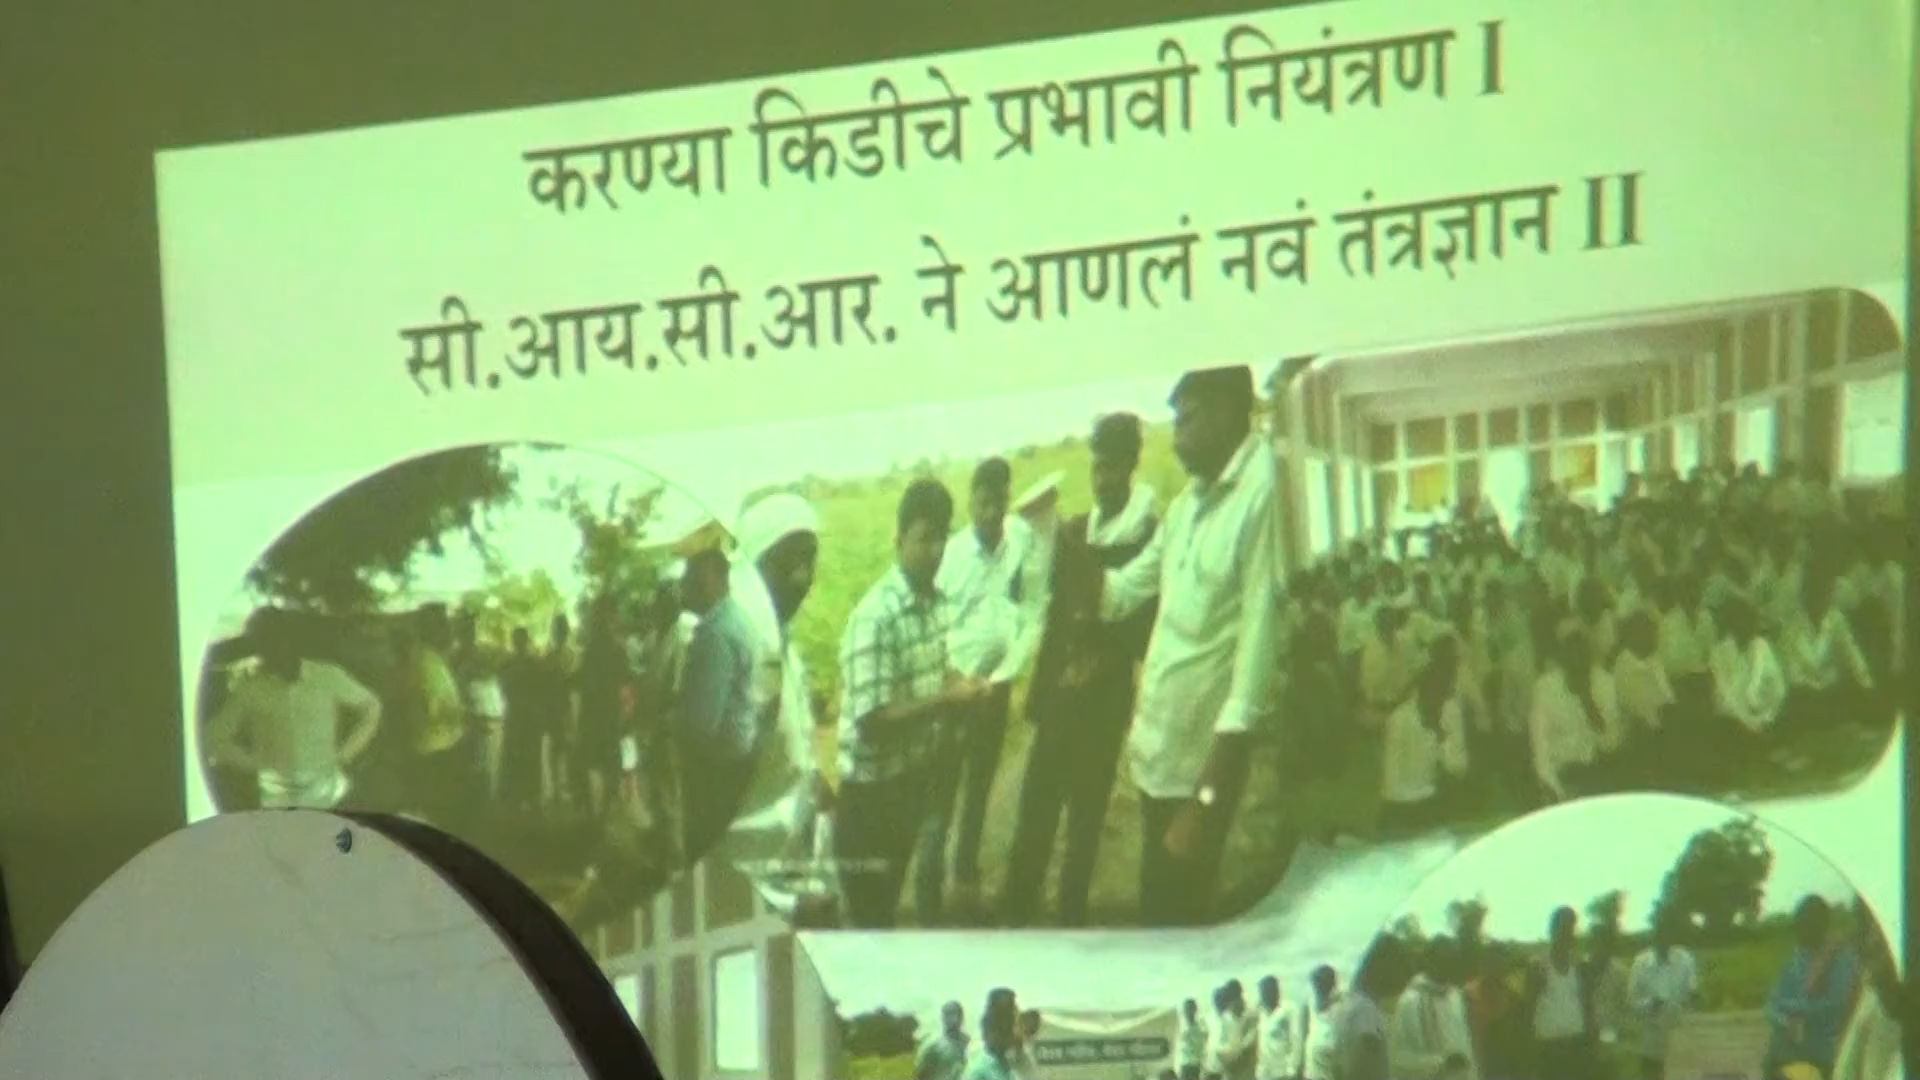 करण्या किडीचे प्रभावी नियंत्रण I
सी.आय.सी.आर. ने आणलं नवं तंत्रज्ञान II